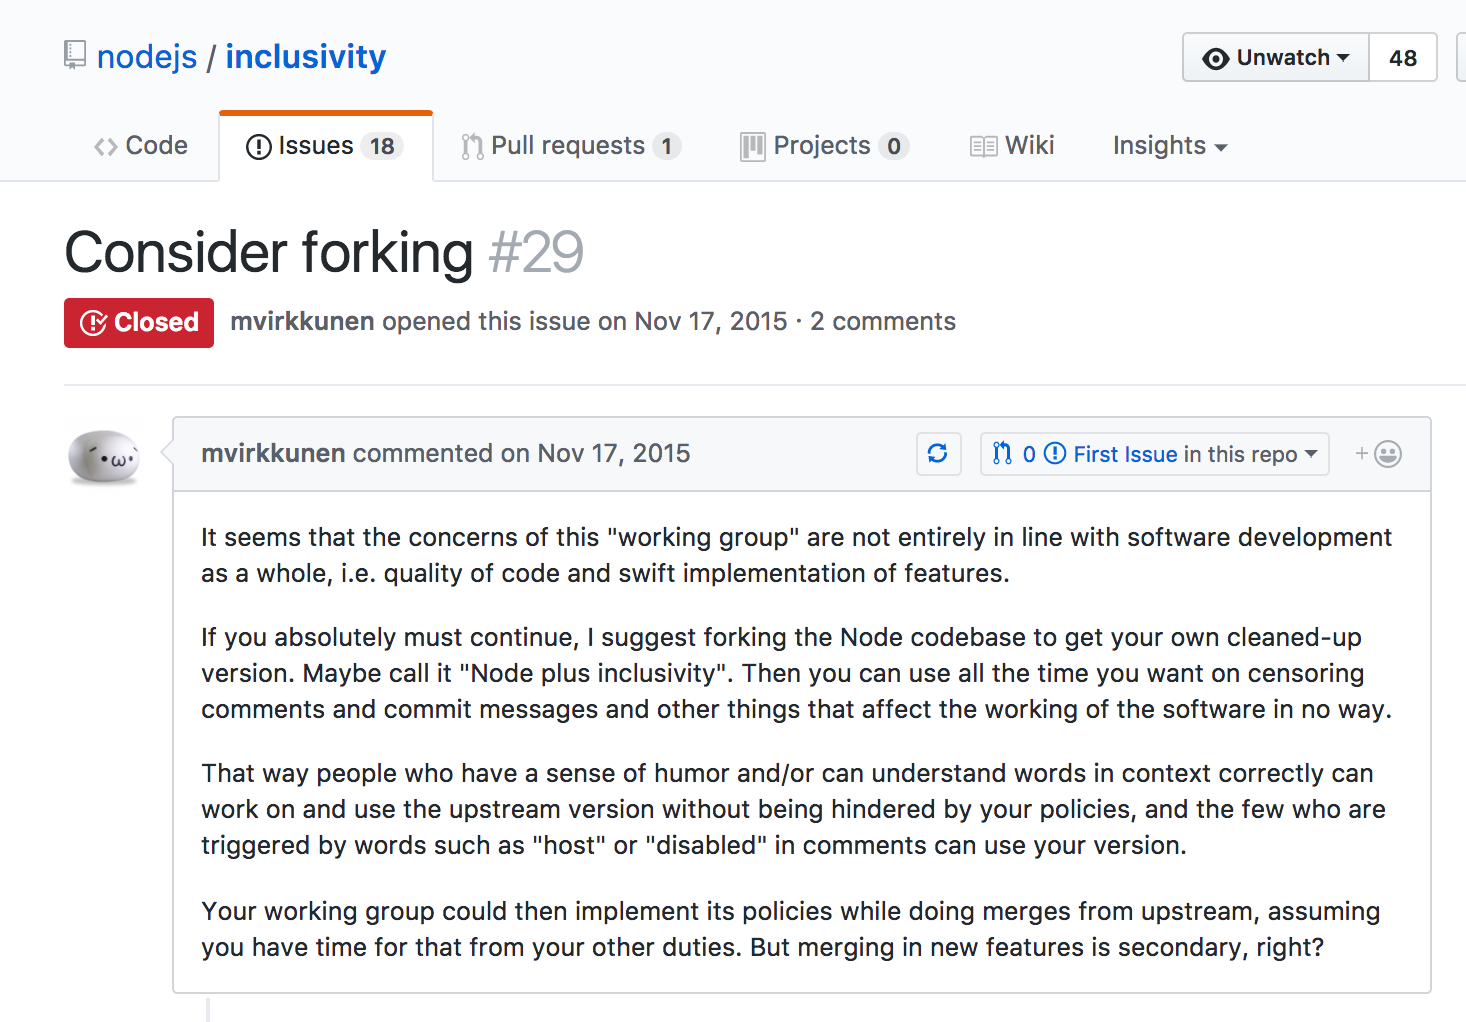 nodejs / inclusivity
Unwatch 48
Code
Issues 18
Pull requests 1
Projects 0
Wiki
Insights
Consider forking #29
Closed
mvirkkunen opened this issue on Nov 17, 2015 · 2 comments
mvirkkunen commented on Nov 17, 2015
0 First Issue in this repo
+
It seems that the concerns of this "working group" are not entirely in line with software development
as a whole, i.e. quality of code and swift implementation of features.
If you absolutely must continue, I suggest forking the Node codebase to get your own cleaned-up
version. Maybe call it "Node plus inclusivity". Then you can use all the time you want on censoring
comments and commit messages and other things that affect the working of the software in no way.
That way people who have a sense of humor and/or can understand words in context correctly can
work on and use the upstream version without being hindered by your policies, and the few who are
triggered by words such as "host" or "disabled" in comments can use your version.
Your working group could then implement its policies while doing merges from upstream, assuming
you have time for that from your other duties. But merging in new features is secondary, right?